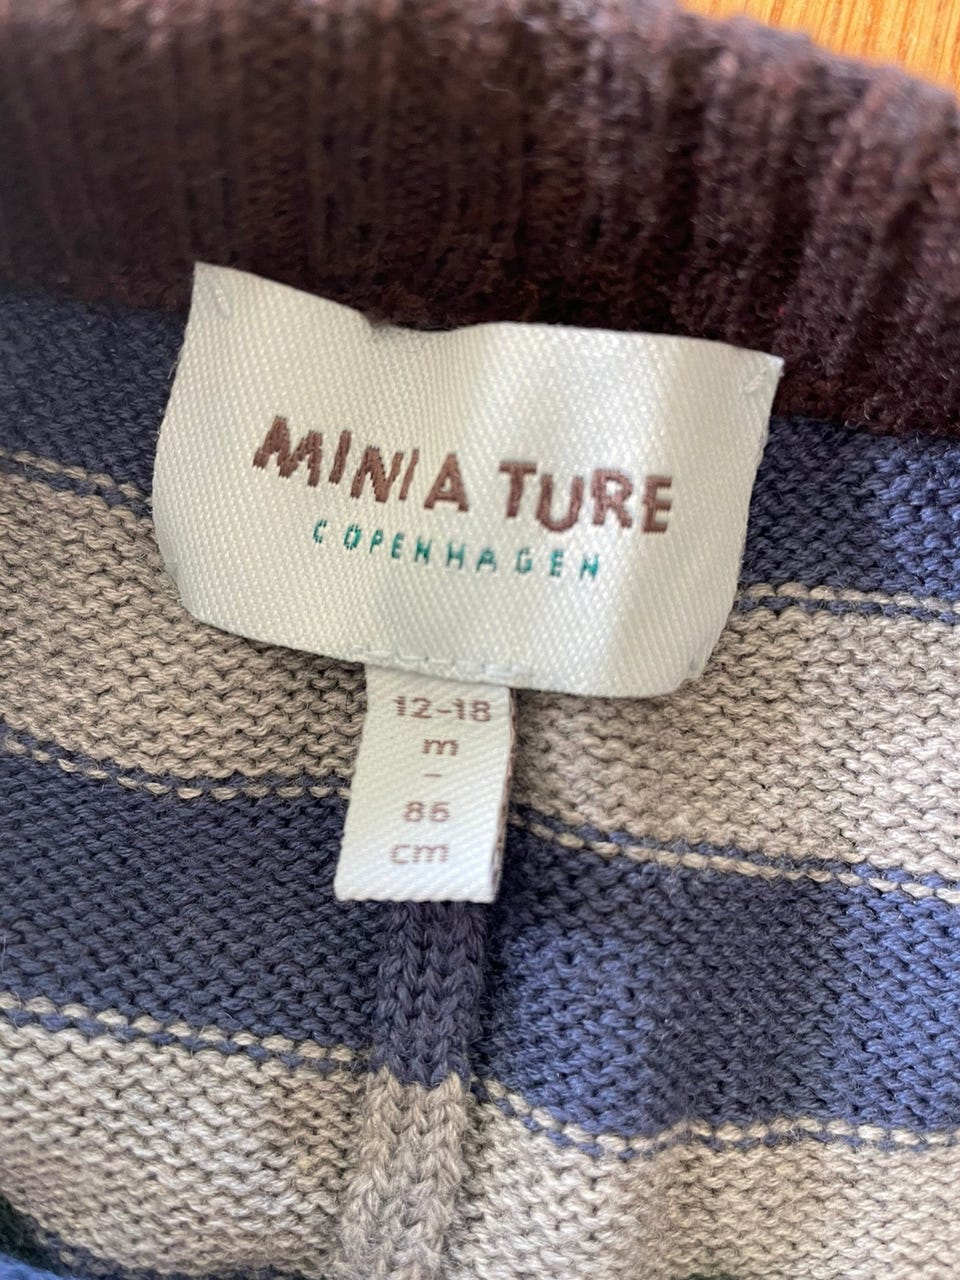 MINI A TURE
COPENHAGEN
12-18
m
-
86
cm